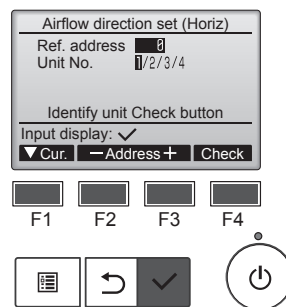 Airflow direction set (Horiz)
Ref. address 0
Unit No. 1/2/3/4
Identify unit Check button
Input display: ✓
▼ Cur. − Address + Check
F1 F2 F3 F4